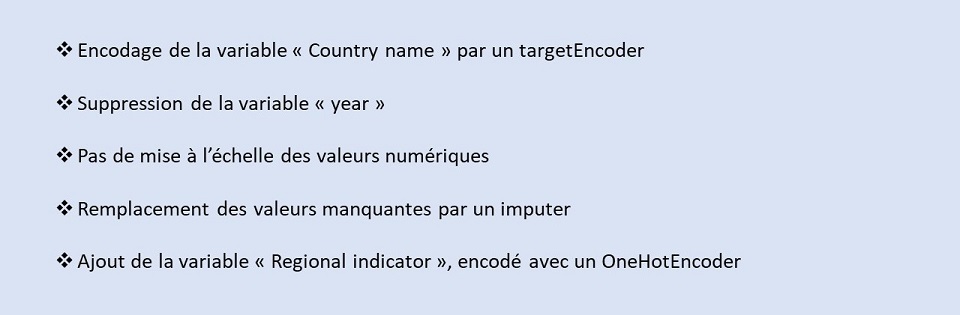 ❖ Encodage de la variable « Country name » par un targetEncoder
❖ Suppression de la variable « year »
❖ Pas de mise à l’échelle des valeurs numériques
❖ Remplacement des valeurs manquantes par un imputer
❖ Ajout de la variable « Regional indicator », encodé avec un OneHotEncoder